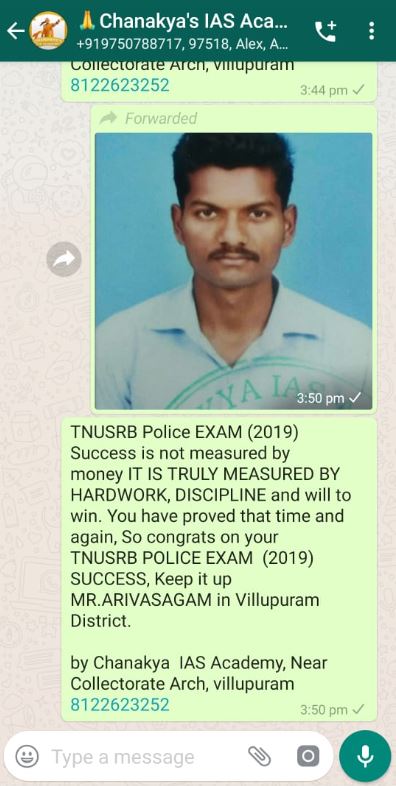 🙏 Chanakya's IAS Aca...
+919750788717, 97518, Alex, A...
Collectorate Arch, villupuram
8122623252
3:44 pm
Forwarded
KYA IAS
3:50 pm
TNUSRB Police EXAM (2019)
Success is not measured by
money IT IS TRULY MEASURED BY
HARDWORK, DISCIPLINE and will to
win. You have proved that time and
again, So congrats on your
TNUSRB POLICE EXAM (2019)
SUCCESS, Keep it up
MR.ARIVASAGAM in Villupuram
District.
by Chanakya IAS Academy, Near
Collectorate Arch, villupuram
8122623252
3:50 pm
Type a message